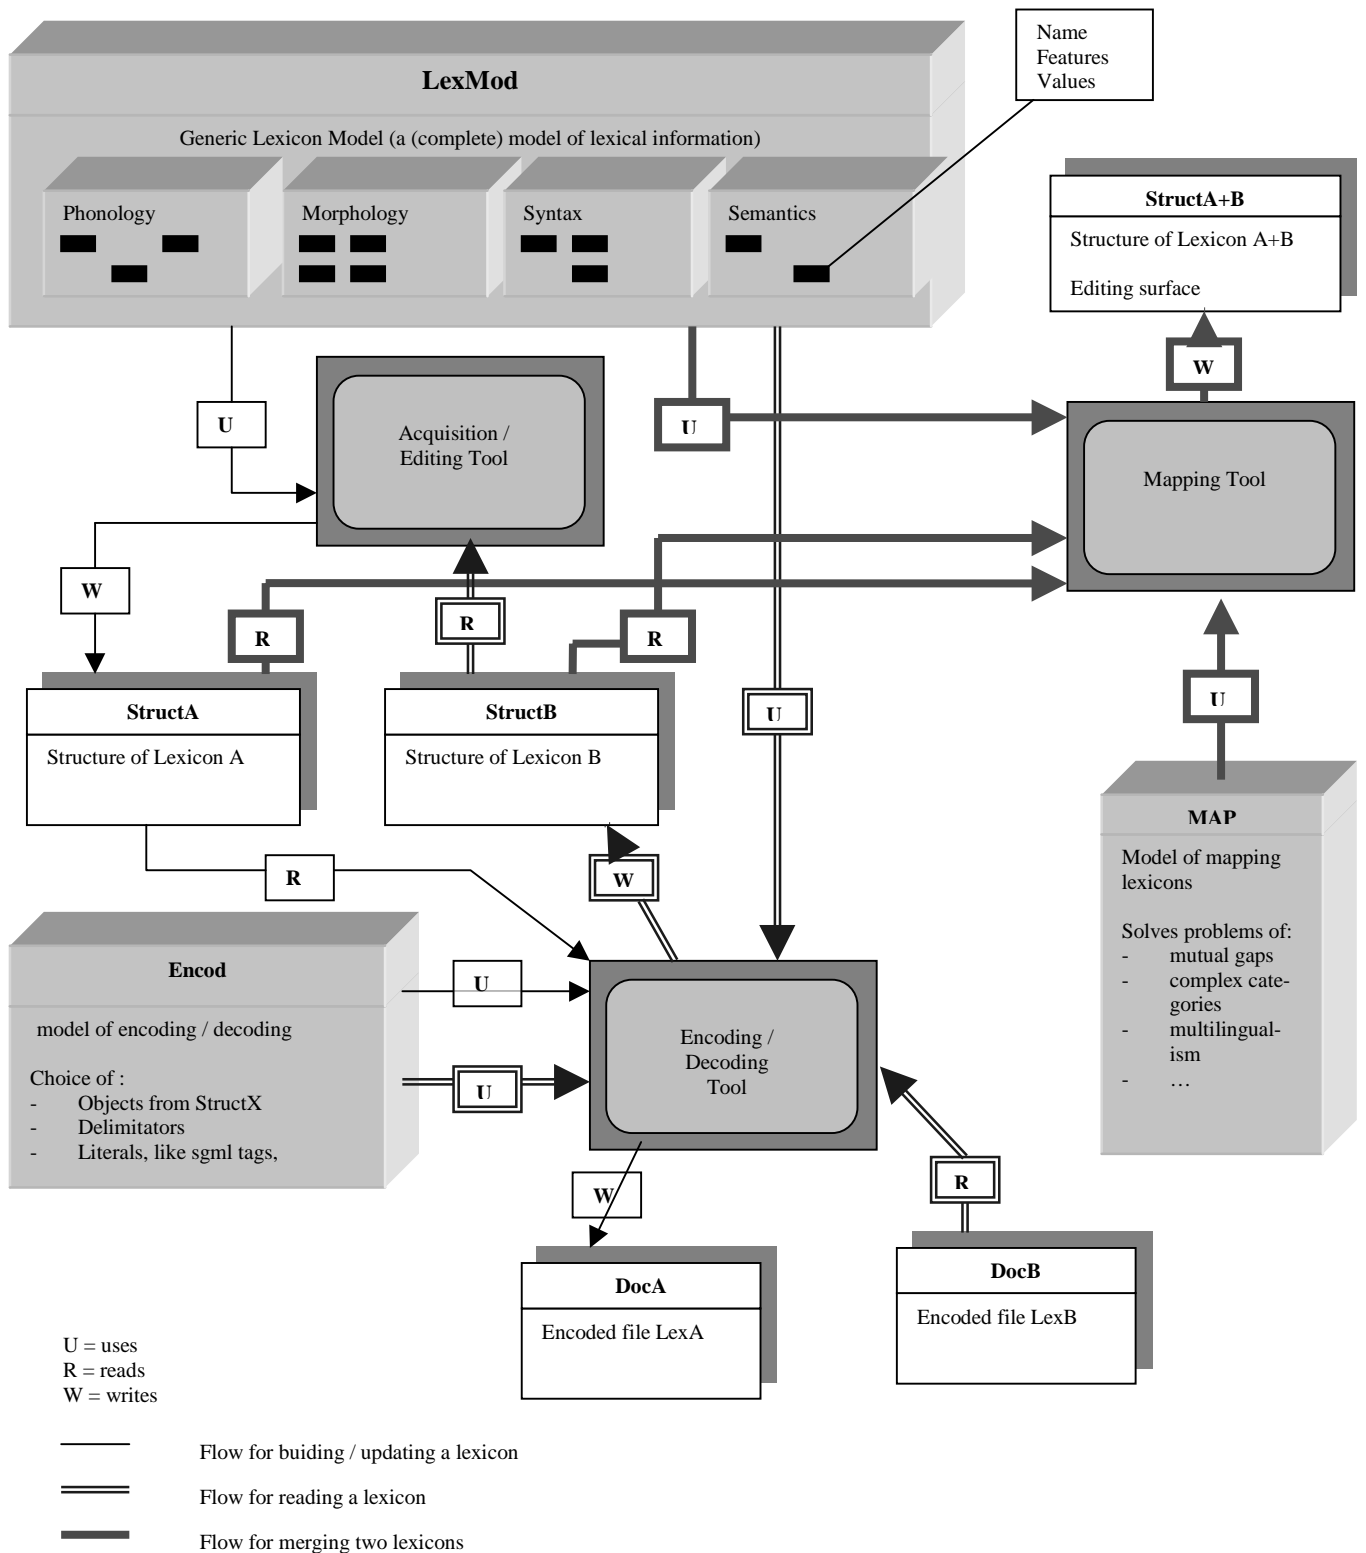 Name
Features
Values
LexMod
Generic Lexicon Model (a (complete) model of lexical information)
Phonology
Morphology
Syntax
Semantics
StructA+B
Structure of Lexicon A+B
Editing surface
W
U
U
Acquisition /
Editing Tool
Mapping Tool
W
R
R
R
U
U
StructA
Structure of Lexicon A
StructB
Structure of Lexicon B
MAP
Model of mapping
lexicons
Solves problems of:
- mutual gaps
- complex cate-
gories
- multilingual-
ism
- …
R
W
Encod
model of encoding / decoding
Choice of :
- Objects from StructX
- Delimitators
- Literals, like sgml tags,
U
U
Encoding /
Decoding
Tool
W
R
DocA
Encoded file LexA
DocB
Encoded file LexB
U = uses
R = reads
W = writes
Flow for buiding / updating a lexicon
Flow for reading a lexicon
Flow for merging two lexicons